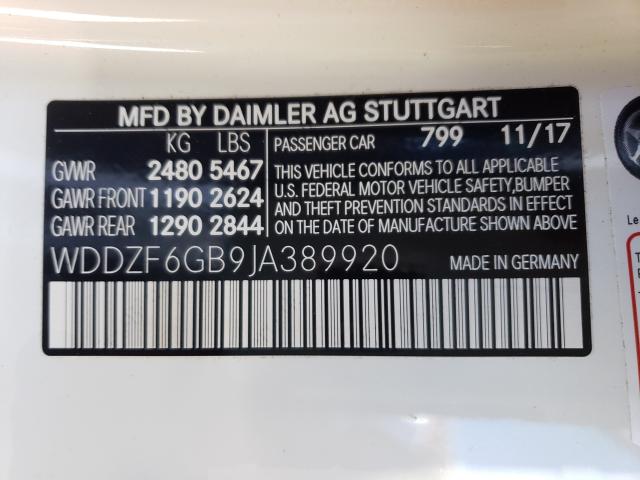 MFD BY DAIMLER AG STUTTGART
KG LBS
GVWR 2480 5467
GAWR FRONT 1190 2624
GAWR REAR 1290 2844
PASSENGER CAR 799 11/17
THIS VEHICLE CONFORMS TO ALL APPLICABLE
U.S. FEDERAL MOTOR VEHICLE SAFETY,BUMPER
AND THEFT PREVENTION STANDARDS IN EFFECT
ON THE DATE OF MANUFACTURE SHOWN ABOVE
WDDZF6GB9JA389920 MADE IN GERMANY
Le